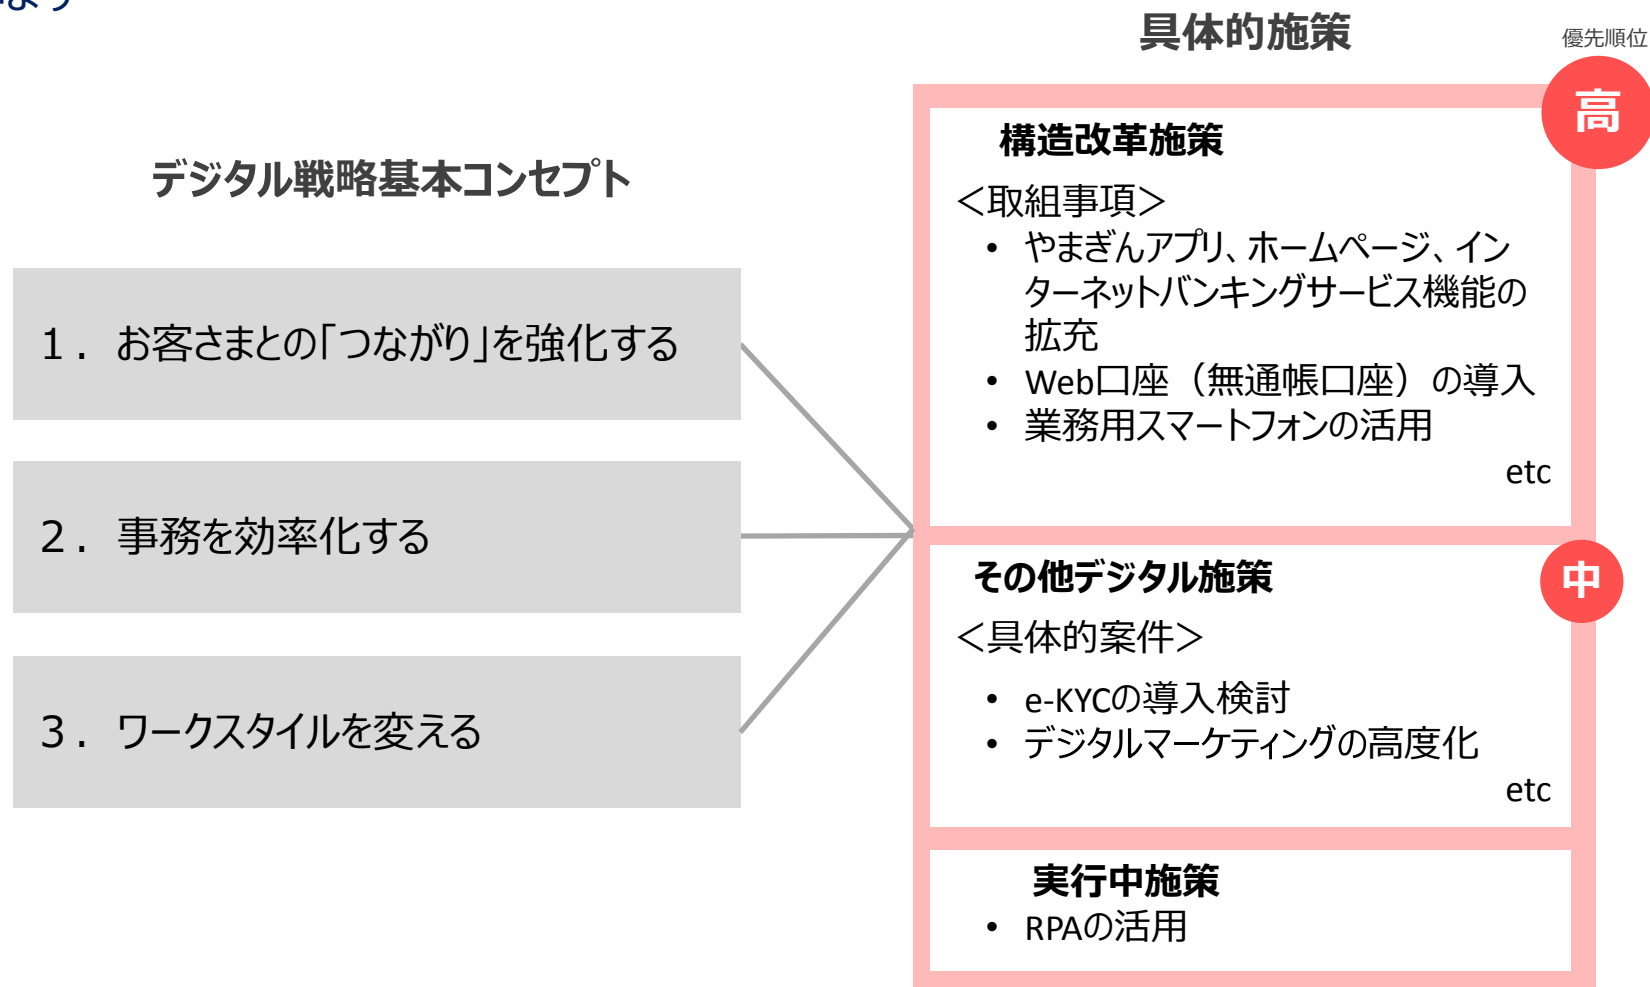 ます
具体的施策
優先順位
高
デジタル戦略基本コンセプト
1. お客さまとの「つながり」を強化する
2. 事務を効率化する
3. ワークスタイルを変える
構造改革施策
<取組事項>
• やまぎんアプリ、ホームページ、イン
ターネットバンキングサービス機能の
拡充
• Web口座（無通帳口座）の導入
• 業務用スマートフォンの活用
etc
中
その他デジタル施策
<具体的案件>
• e-KYCの導入検討
• デジタルマーケティングの高度化
etc
実行中施策
• RPAの活用